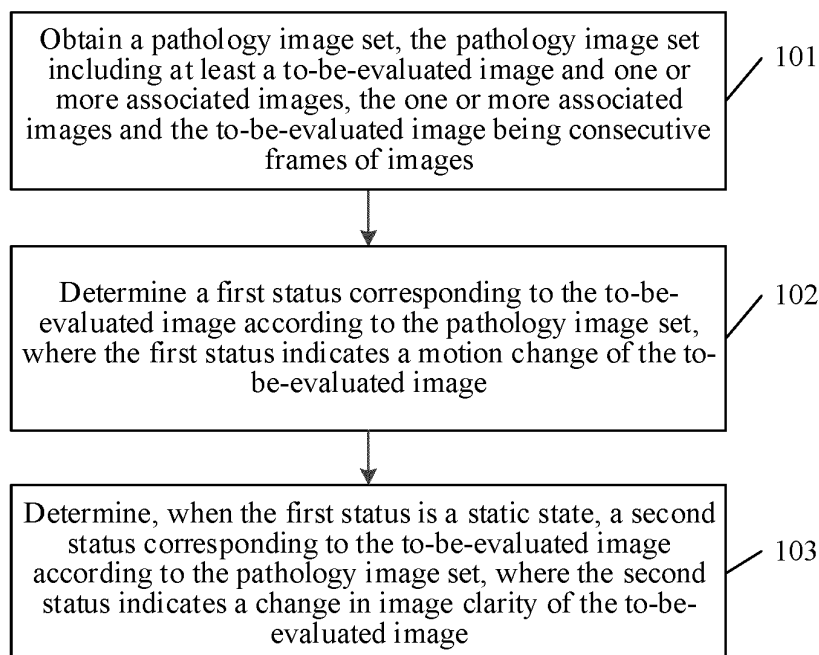 Obtain a pathology image set, the pathology image set
including at least a to-be-evaluated image and one or
more associated images, the one or more associated
images and the to-be-evaluated image being consecutive
frames of images
101
Determine a first status corresponding to the to-be-
evaluated image according to the pathology image set,
where the first status indicates a motion change of the to-
be-evaluated image
102
Determine, when the first status is a static state, a second
status corresponding to the to-be-evaluated image
according to the pathology image set, where the second
status indicates a change in image clarity of the to-be-
evaluated image
103